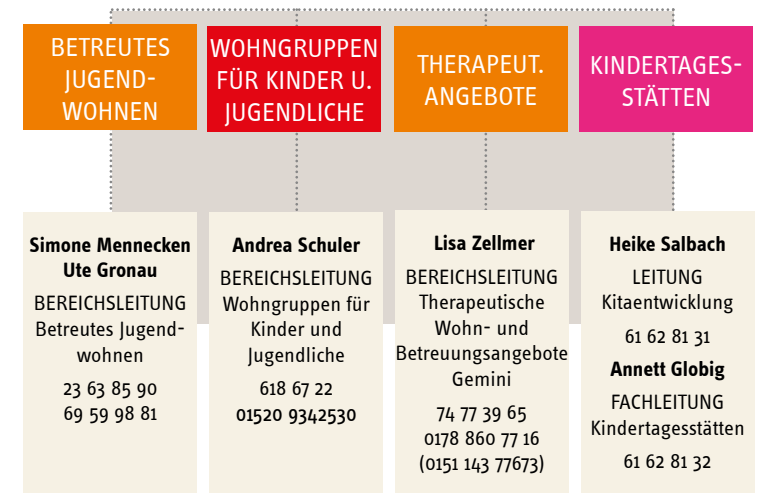 BETREUTES
JUGEND-
WOHNEN
WOHNGRUPPEN
FÜR KINDER U.
JUGENDLICHE
THERAPEUT.
ANGEBOTE
KINDERTAGES-
STÄTTEN
Simone Mennecken
Ute Gronau
BEREICHSLEITUNG
Betreutes Jugend-
wohnen
23 63 85 90
69 59 98 81
Andrea Schuler
BEREICHSLEITUNG
Wohngruppen für
Kinder und
Jugendliche
618 67 22
01520 9342530
Lisa Zellmer
BEREICHSLEITUNG
Therapeutische
Wohn- und
Betreuungsangebote
Gemini
74 77 39 65
0178 860 77 16
(0151 143 77673)
Heike Salbach
LEITUNG
Kitaentwicklung
61 62 81 31
Annett Globig
FACHLEITUNG
Kindertagesstätten
61 62 81 32